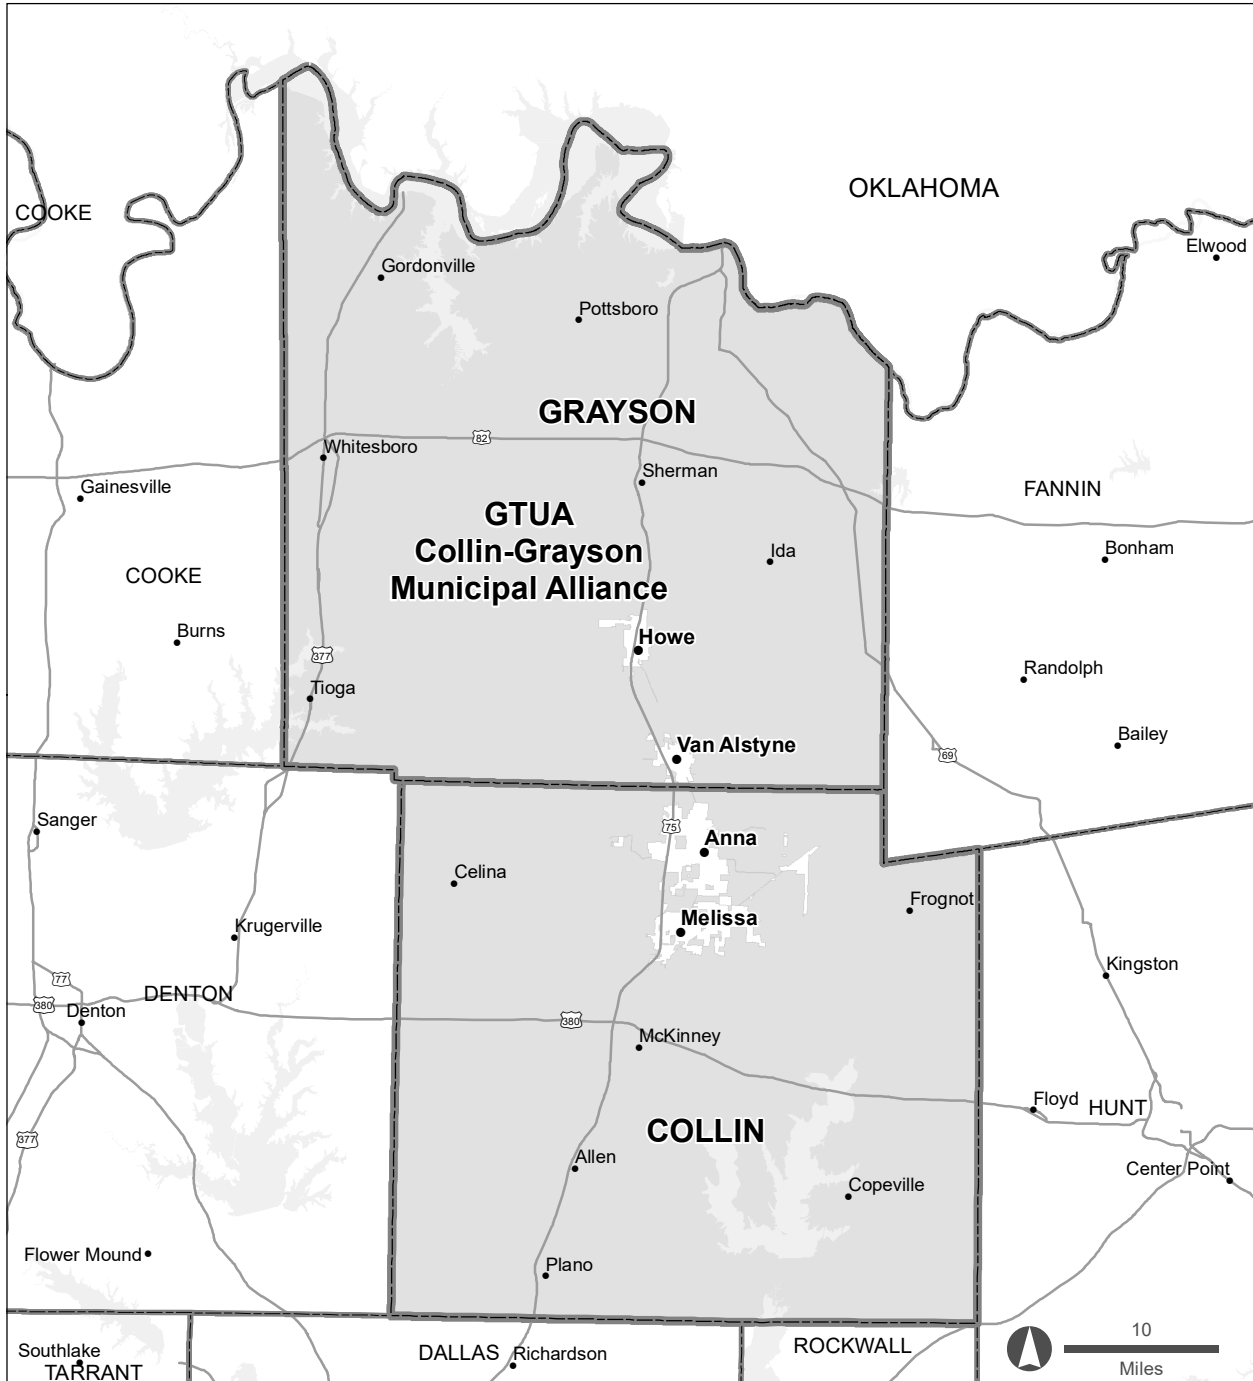 OKLAHOMA
COOKE
Elwood
Gordonville
Pottsboro
GRAYSON
82
Whitesboro
Sherman
Gainesville
FANNIN
GTUA
Collin-Grayson
Municipal Alliance
Ida
Bonham
COOKE
Burns
Howe
377
Randolph
Tioga
Van Alstyne
Bailey
69
Sanger
75
Anna
Celina
Frognot
Melissa
Krugerville
Kingston
77
DENTON
380
Denton
380
McKinney
Floyd
HUNT
377
COLLIN
Allen
Center Point
Copeville
Flower Mound
Plano
10
Miles
Southlake
TARRANT
DALLAS
Richardson
ROCKWALL